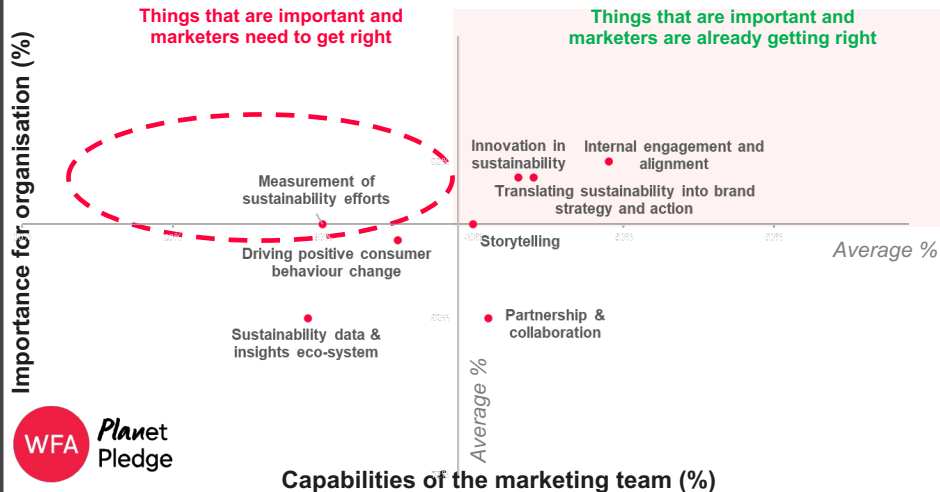 Things that are important and
marketers need to get right
Things that are important and
marketers are already getting right
Importance for organisation (%)
Innovation in
sustainability
Internal engagement and
alignment
Measurement of
sustainability efforts
Translating sustainability into brand
strategy and action
Storytelling
Average %
Driving positive consumer
behaviour change
Partnership &
collaboration
Sustainability data &
insights eco-system
Average %
WFA
Planet
Pledge
Capabilities of the marketing team (%)